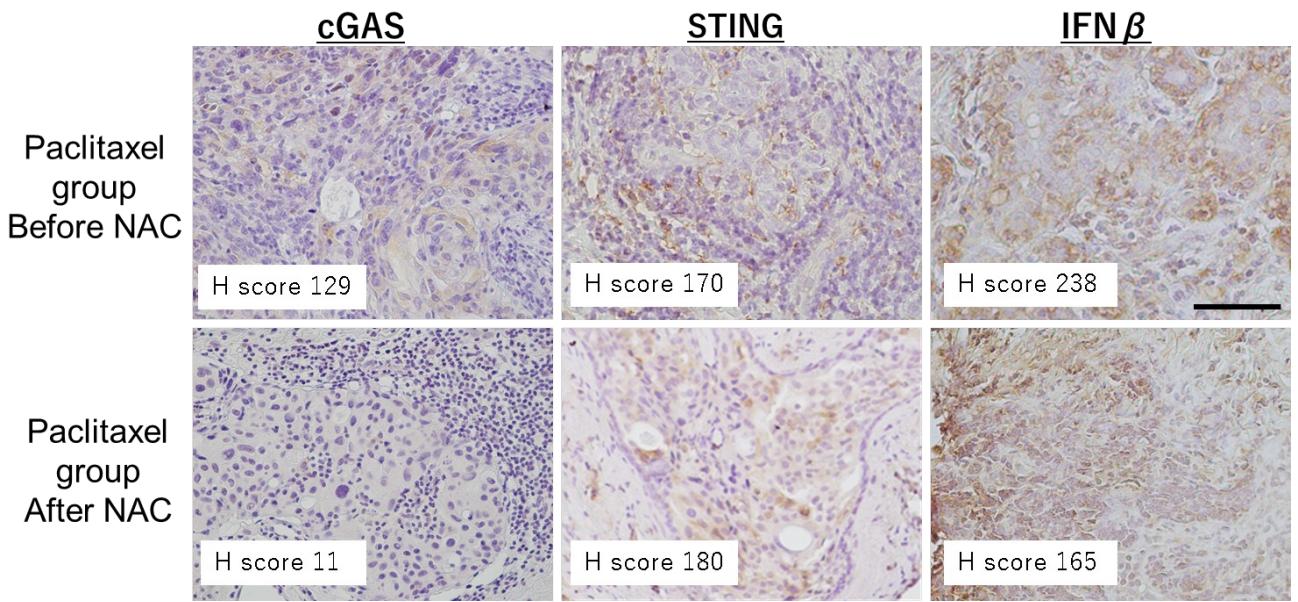 cGAS
STING
IFNβ
Paclitaxel
group
Before NAC
H score 129
H score 170
H score 238
Paclitaxel
group
After NAC
H score 11
H score 180
H score 165